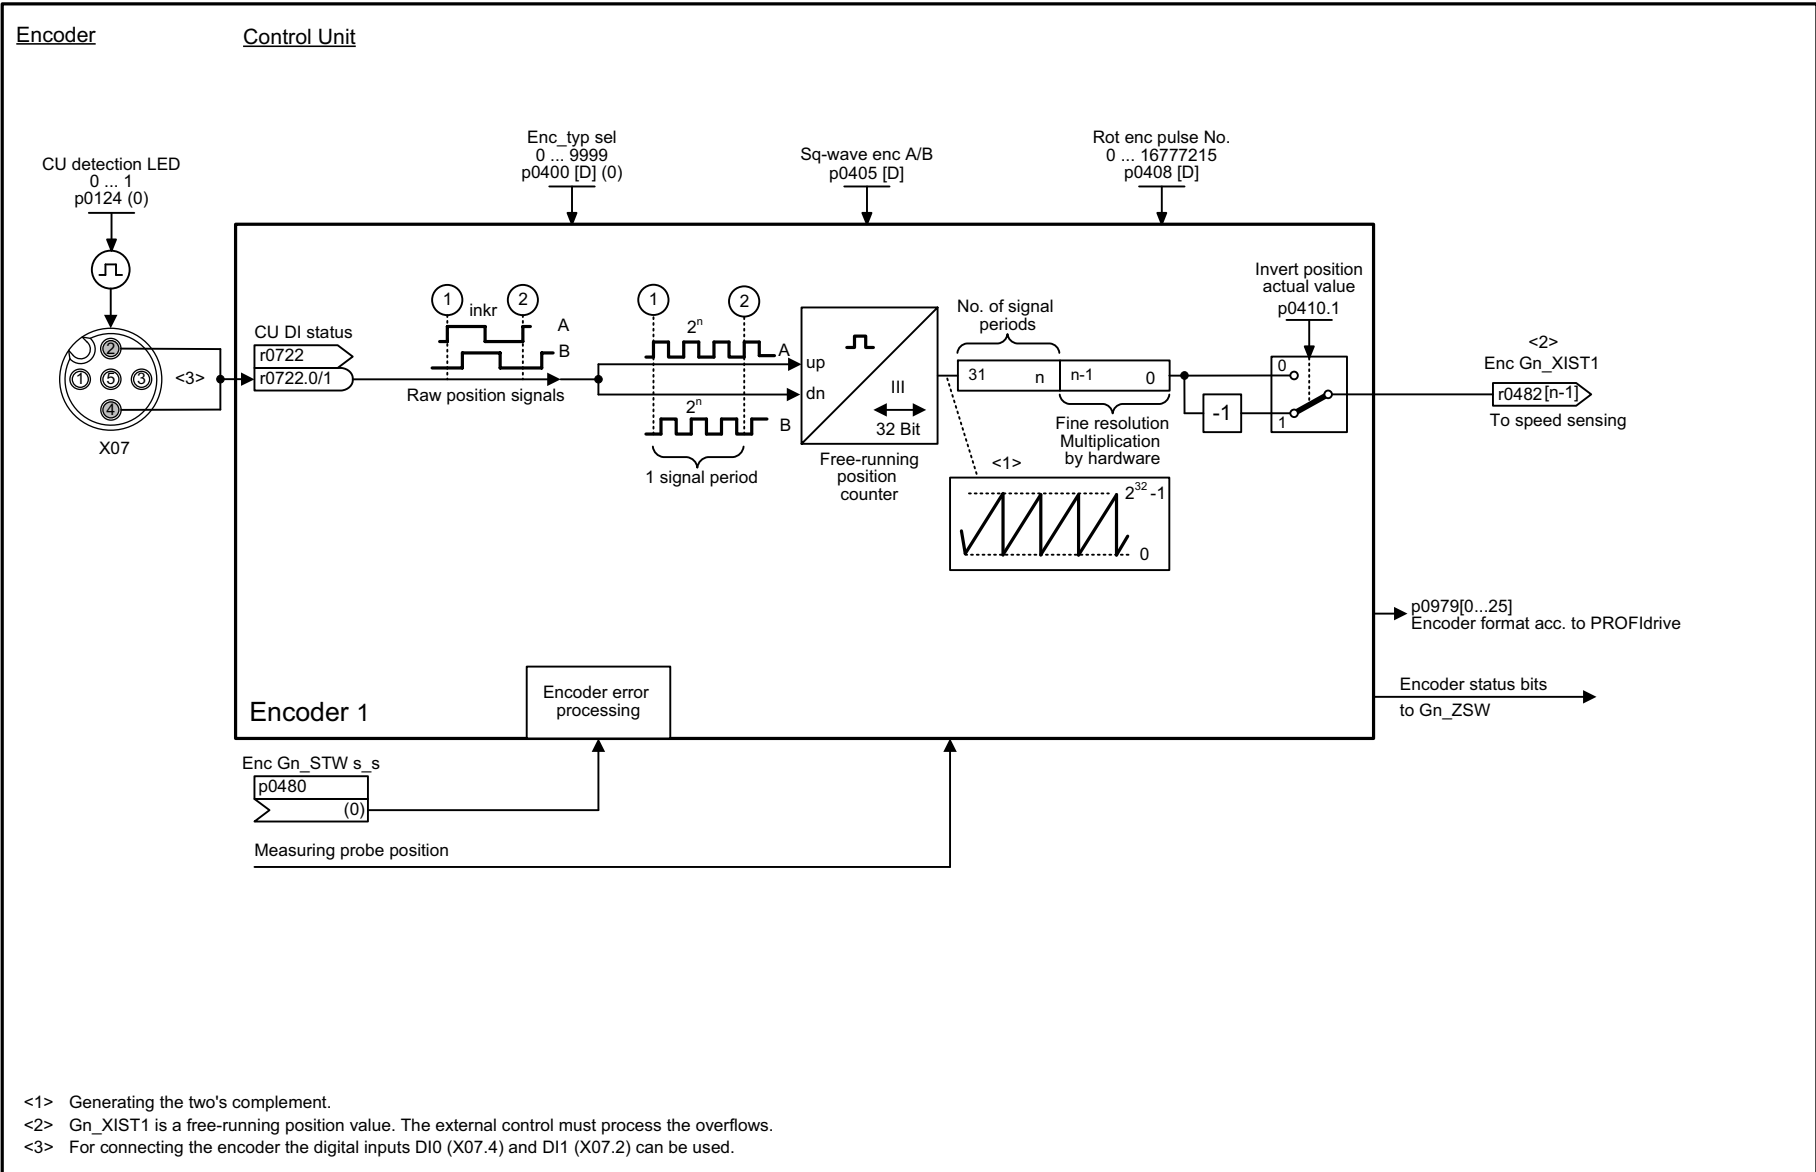 Encoder
Control Unit
CU detection LED
0 ... 1
p0124 (0)
Enc_typ sel
0 ... 9999
p0400 [D] (0)
Sq-wave enc A/B
p0405 [D]
Rot enc pulse No.
0 ... 16777215
p0408 [D]
2
1
5
3
4
X07
<3>
CU DI status
r0722
r0722.0/1
1
inkr
2
A
B
Raw position signals
1
2
2ⁿ
A
2ⁿ
B
1 signal period
up
dn
III
32 Bit
Free-running
position
counter
No. of signal
periods
31
n
n-1
0
Fine resolution
Multiplication
by hardware
<1>
2³² -1
0
Invert position
actual value
p0410.1
0
-1
1
<2>
Enc Gn_XIST1
r0482 [n-1]
To speed sensing
p0979[0...25]
Encoder format acc. to PROFIdrive
Encoder status bits
to Gn_ZSW
Encoder error
processing
Encoder 1
Enc Gn_STW s_s
p0480
(0)
Measuring probe position
<1> Generating the two's complement.
<2> Gn_XIST1 is a free-running position value. The external control must process the overflows.
<3> For connecting the encoder the digital inputs DI0 (X07.4) and DI1 (X07.2) can be used.